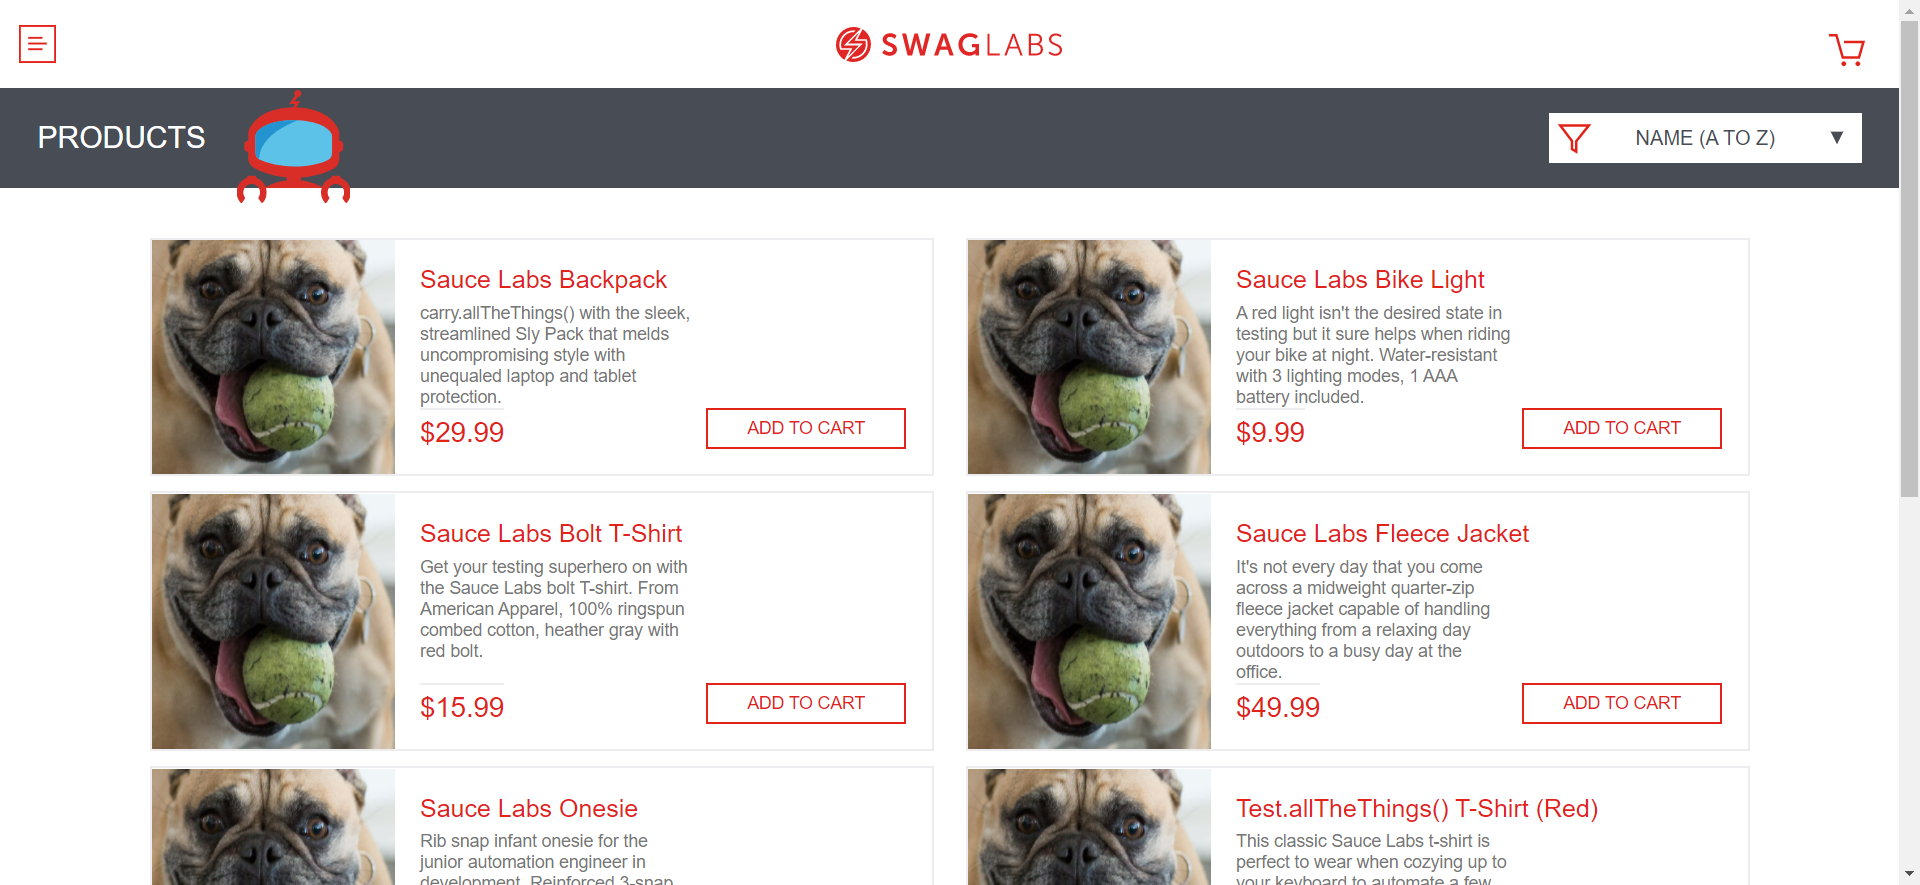 SWAGLABS
PRODUCTS
NAME (A TO Z)
Sauce Labs Backpack
carry.allTheThings() with the sleek,
streamlined Sly Pack that melds
uncompromising style with
unequaled laptop and tablet
protection.
$29.99
ADD TO CART
Sauce Labs Bike Light
A red light isn't the desired state in
testing but it sure helps when riding
your bike at night. Water-resistant
with 3 lighting modes, 1 AAA
battery included.
$9.99
ADD TO CART
Sauce Labs Bolt T-Shirt
Get your testing superhero on with
the Sauce Labs bolt T-shirt. From
American Apparel, 100% ringspun
combed cotton, heather gray with
red bolt.
$15.99
ADD TO CART
Sauce Labs Fleece Jacket
It's not every day that you come
across a midweight quarter-zip
fleece jacket capable of handling
everything from a relaxing day
outdoors to a busy day at the
office.
$49.99
ADD TO CART
Sauce Labs Onesie
Rib snap infant onesie for the
junior automation engineer in
development. Reinforced 3-snap
Test.allTheThings() T-Shirt (Red)
This classic Sauce Labs t-shirt is
perfect to wear when cozying up to
your keyboard to automate a few